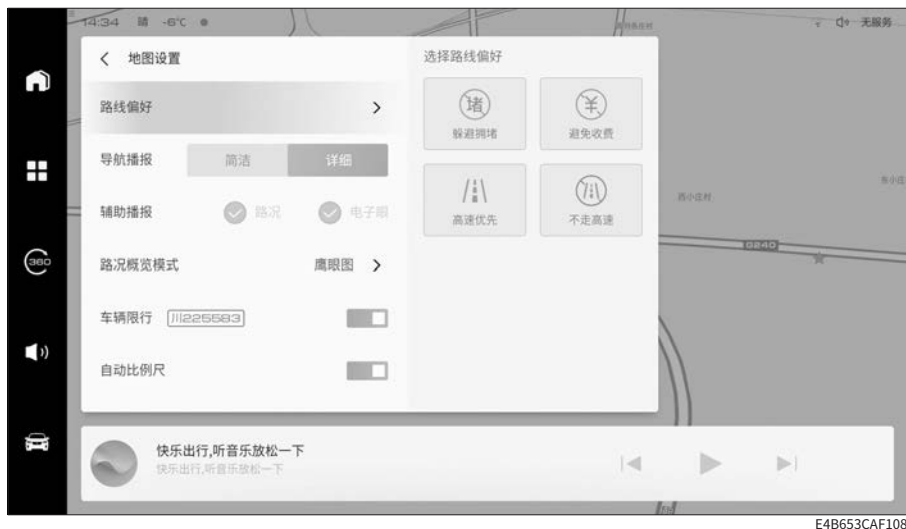 14:34 晴 -6℃
无服务
地图设置
路线偏好
导航播报 简洁 详细
辅助播报 路况 电子眼
路况概览模式 鹰眼图
车辆限行 川225583
自动比例尺
选择路线偏好
堵
躲避拥堵
¥
避免收费
高速优先
不走高速
西小庄村
G240
360
快乐出行,听音乐放松一下
快乐出行,听音乐放松一下
E4B653CAF108